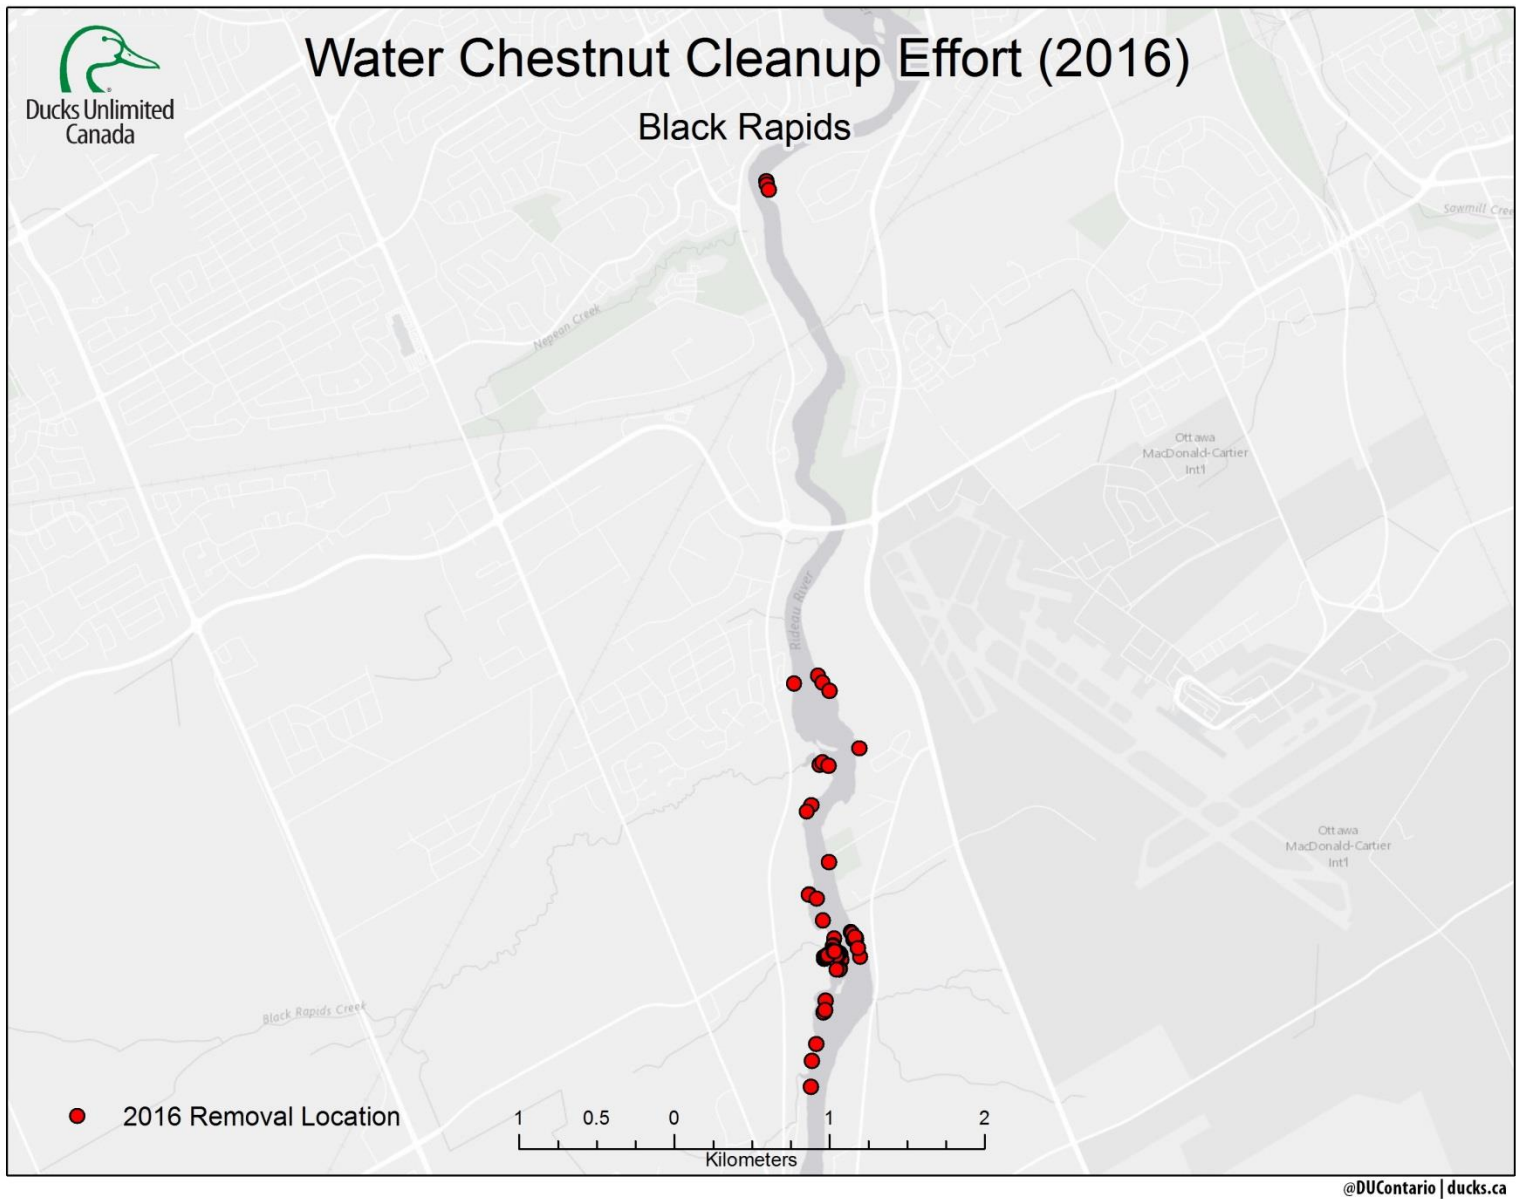 Water Chestnut Cleanup Effort (2016)
Black Rapids
Ducks Unlimited
Canada
Sawmill Cree
Nepean Creek
Ottawa
MacDonald-Cartier
Int'l
Rideau River
Ottawa
MacDonald-Cartier
Int'l
Black Rapids Creek
2016 Removal Location
1 0.5 0 1 2
Kilometers
@DUContario | ducks.ca